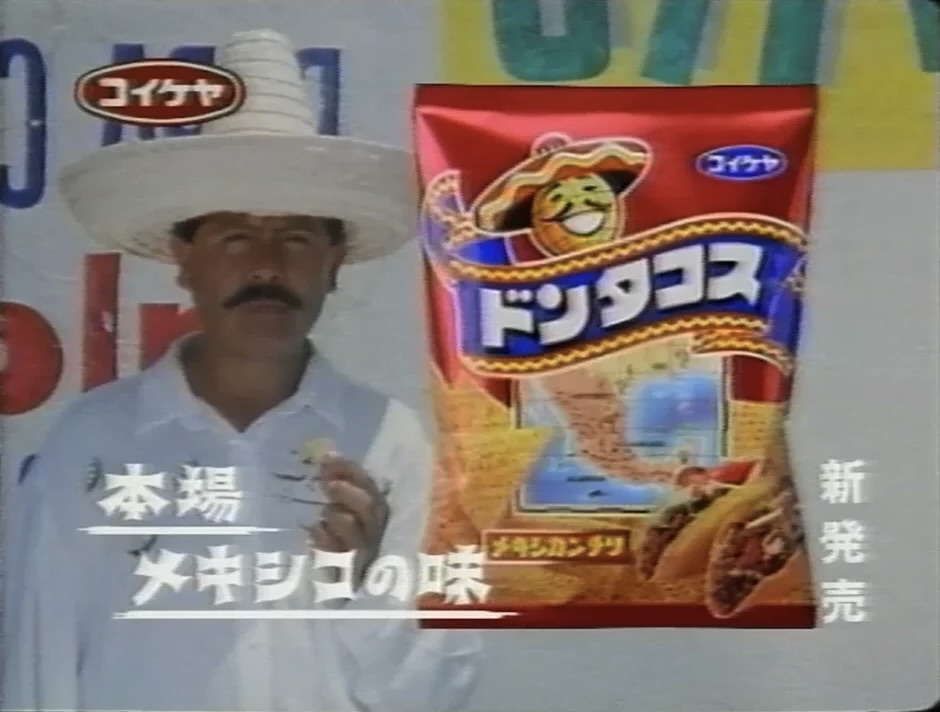 コイケヤ
コイケヤ
ドンタコス
メキシカンチリ
本場
メキシコの味
新発売